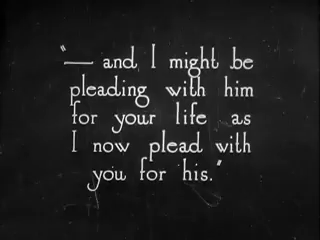 "— and I might be
pleading with him
for your life as
I now plead with
you for his."